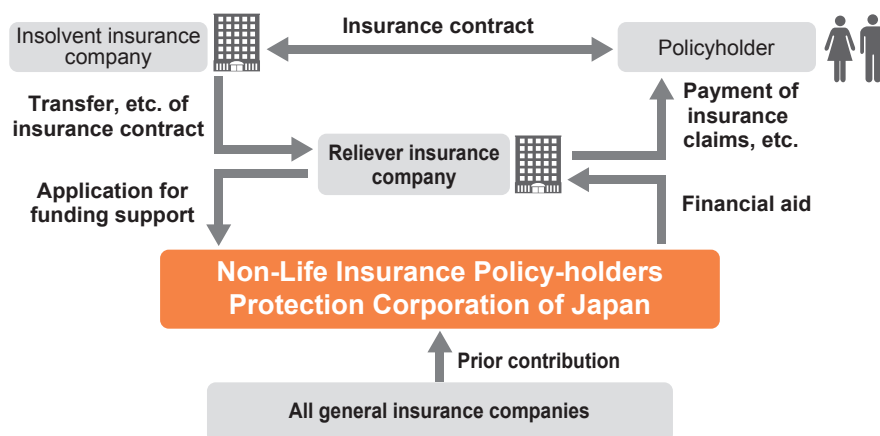 Insolvent insurance
company
Insurance contract
Policyholder
Transfer, etc. of
insurance contract
Payment of
insurance
claims, etc.
Reliever insurance
company
Application for
funding support
Financial aid
Non-Life Insurance Policy-holders
Protection Corporation of Japan
Prior contribution
All general insurance companies